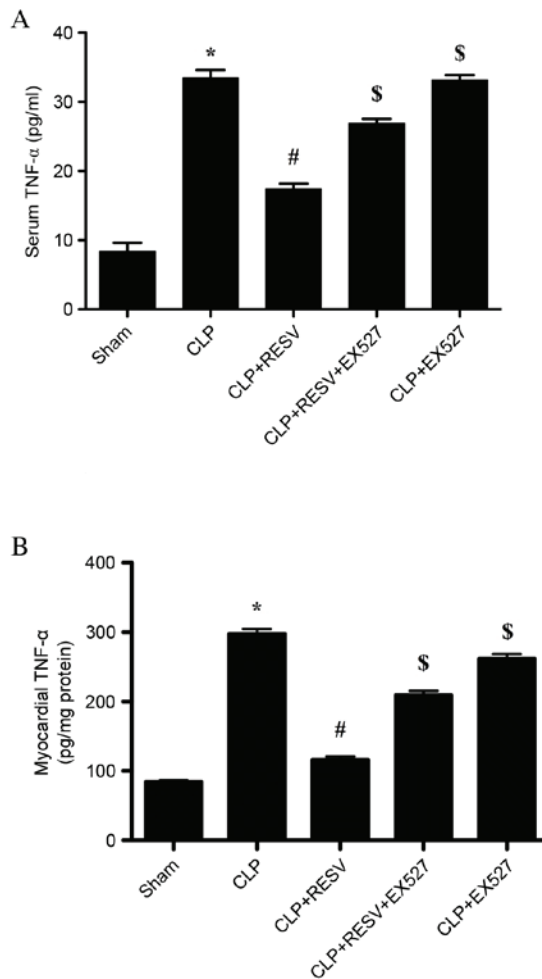 A
Serum TNF-α (pg/ml)
40
30
20
10
0
*
#
$
$
Sham
CLP
CLP+RESV
CLP+RESV+EX527
CLP+EX527
B
Myocardial TNF-α
(pg/mg protein)
400
300
200
100
0
*
#
$
$
Sham
CLP
CLP+RESV
CLP+RESV+EX527
CLP+EX527